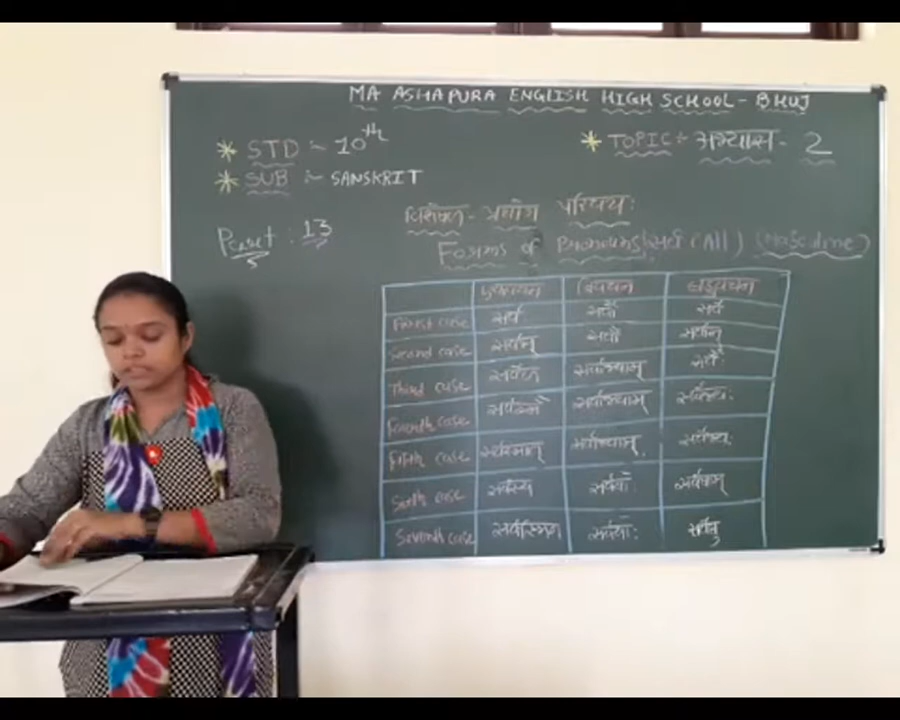 MA ASHAPURA ENGLISH HIGH SCHOOL - BHUJ
* STD :- 10th
* TOPIC :- अभ्यास - 2
* SUB :- SANSKRIT
Part : 13
विशेषण - प्रयोग परिचय:
Forms of Pronouns सर्व (All) (Masculine)
एकवचन द्विवचन बहुवचन
First case सर्व सर्वौ सर्वे
Second case सर्वम् सर्वौ सर्वान्
Third case सर्वेण सर्वाभ्याम् सर्वैः
Fourth case सर्वस्मै सर्वाभ्याम् सर्वेभ्यः
Fifth case सर्वस्मात् सर्वाभ्याम् सर्वेभ्यः
Sixth case सर्वस्य सर्वयोः सर्वेषाम्
Seventh case सर्वस्मिन् सर्वयोः सर्वेषु